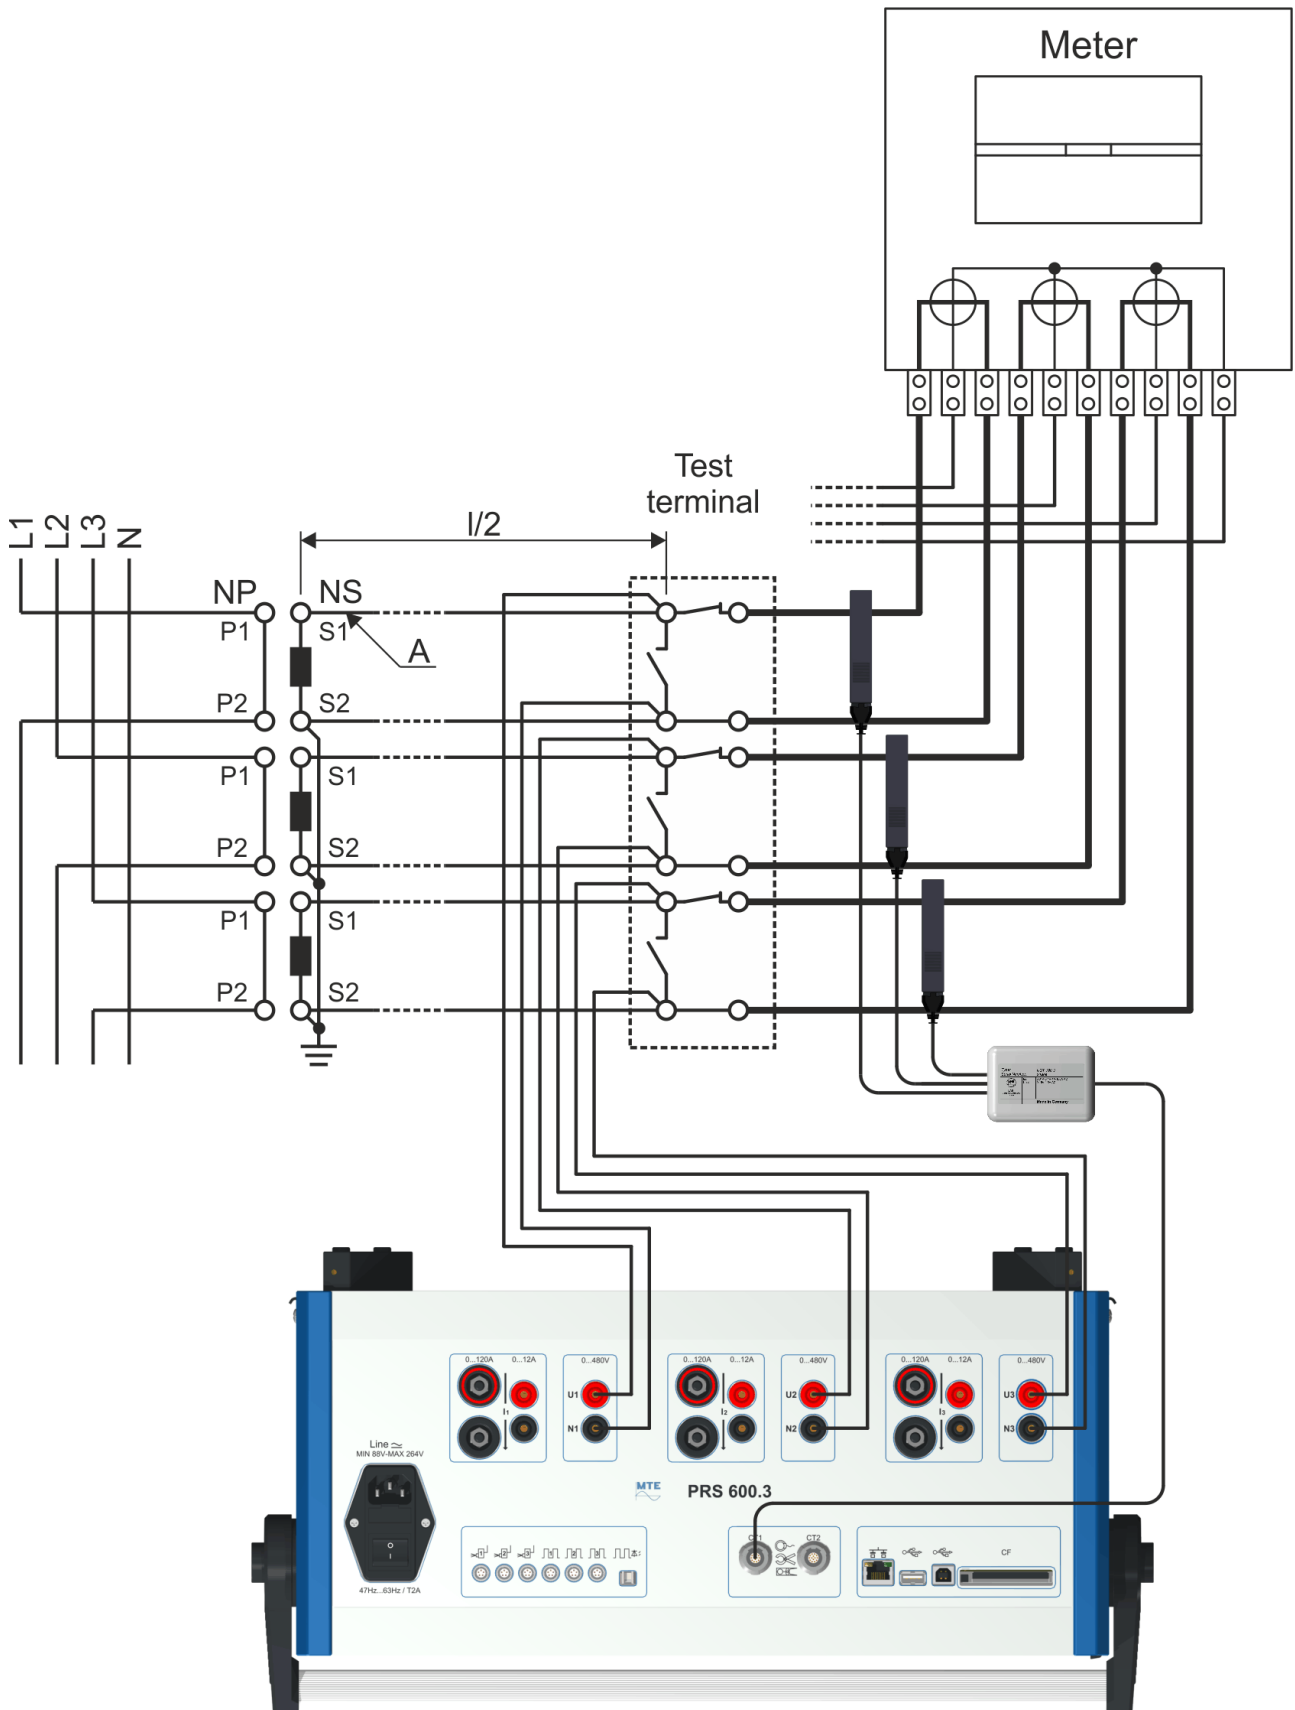 Meter
Test
terminal
L1
L2
L3
N
l/2
NP
NS
P1
S1
A
P2
S2
P1
S1
P2
S2
P1
S1
P2
S2
0...120A
0...12A
0...480V
0...120A
0...12A
0...480V
0...120A
0...12A
0...480V
U1
U2
U3
I1
I2
I3
N1
N2
N3
Line
MIN 88V-MAX 264V
MTE
PRS 600.3
CT1
CT2
CF
47Hz...63Hz / T2A